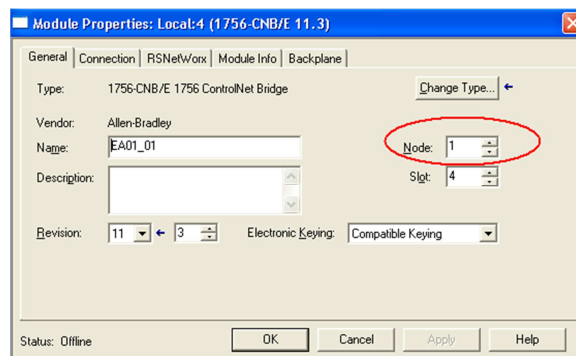 Module Properties: Local:4 (1756-CNB/E 11.3)
General Connection RSNetWorx Module Info Backplane
Type: 1756-CNB/E 1756 ControlNet Bridge Change Type...
Vendor: Allen-Bradley
Name: EA01_01 Node: 1
Description: Slot: 4
Revision: 11 3 Electronic Keying: Compatible Keying
Status: Offline OK Cancel Apply Help